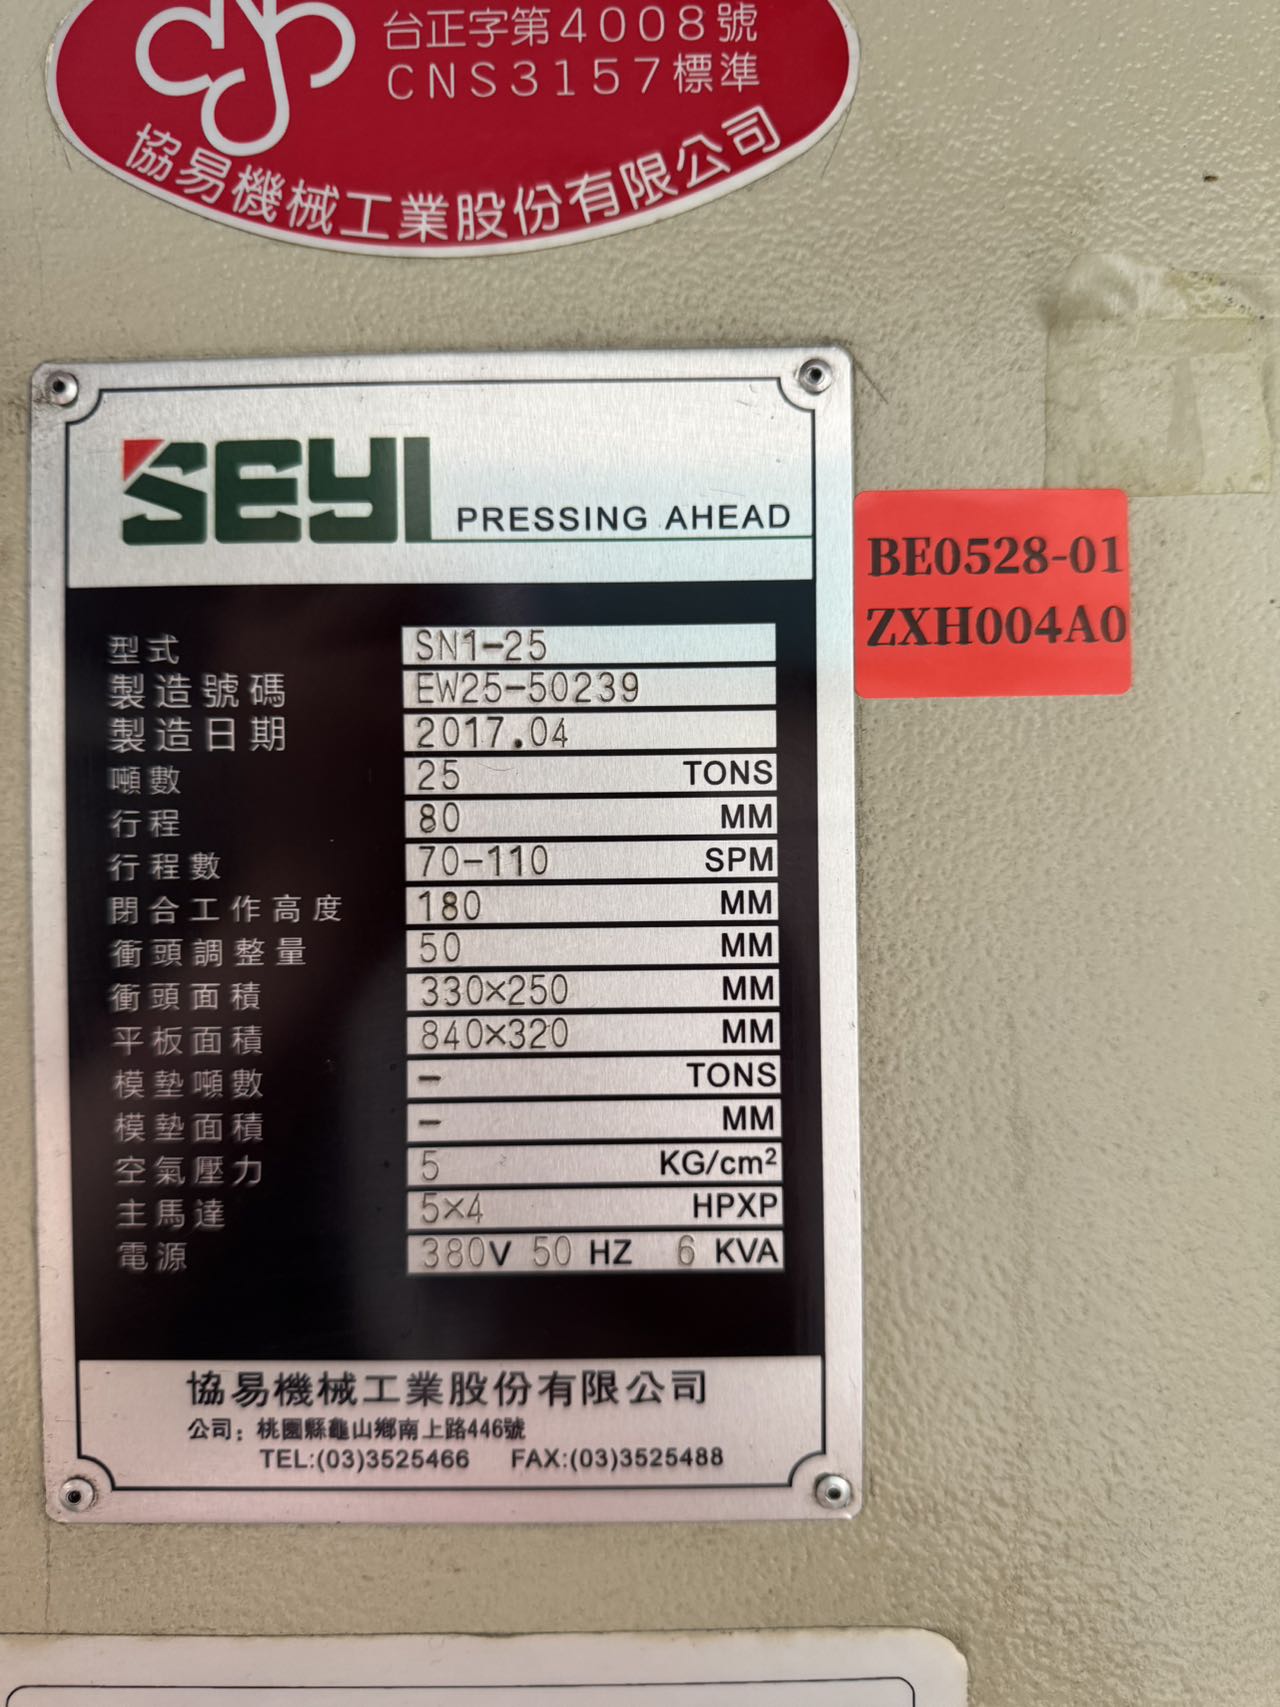 台正字第4008號
CNS3157標準
協易機械工業股份有限公司
SEYI PRESSING AHEAD
BE0528-01
ZXH004A0
型式 SN1-25
製造號碼 EW25-50239
製造日期 2017.04
噸數 25 TONS
行程 80 MM
行程數 70-110 SPM
閉合工作高度 180 MM
衝頭調整量 50 MM
衝頭面積 330×250 MM
平板面積 840×320 MM
模墊噸數 - TONS
模墊面積 - MM
空氣壓力 5 KG/cm²
主馬達 5×4 HPXP
電源 380V 50 HZ 6 KVA
協易機械工業股份有限公司
公司：桃園縣龜山鄉南上路446號
TEL:(03)3525466 FAX:(03)3525488